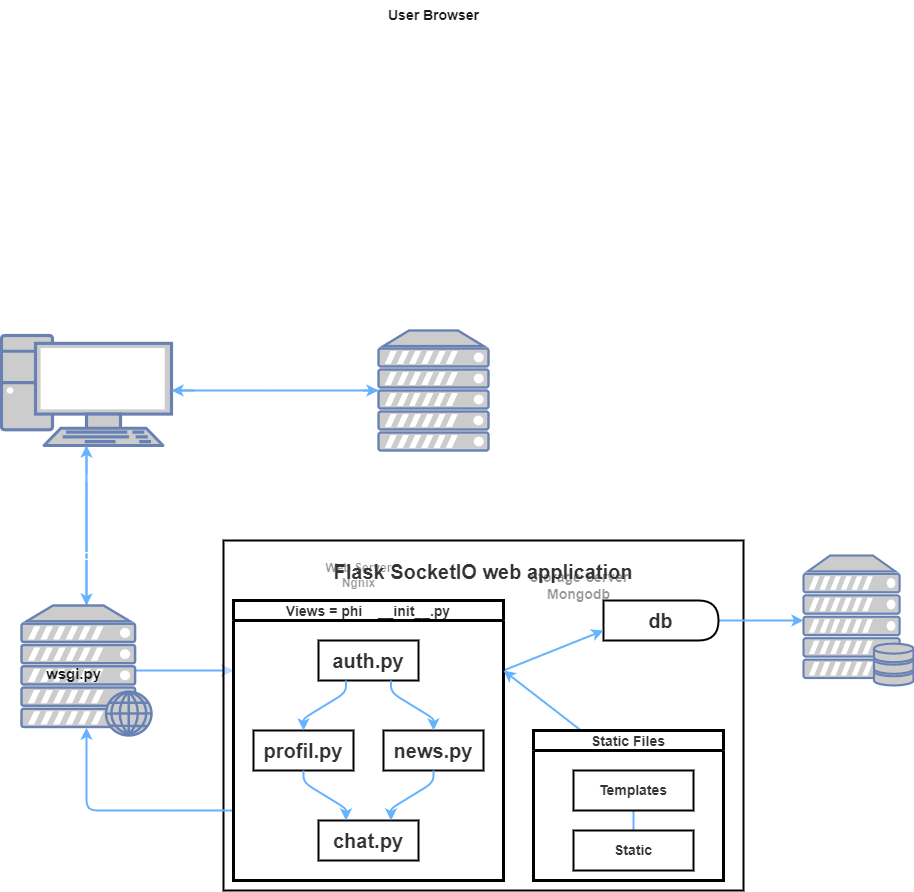 User Browser
Web Server
Ngnix
Flask SocketIO web application
Storage Server
Mongodb
Views = phi __init__.py
db
auth.py
wsgi.py
profil.py
news.py
Static Files
Templates
chat.py
Static